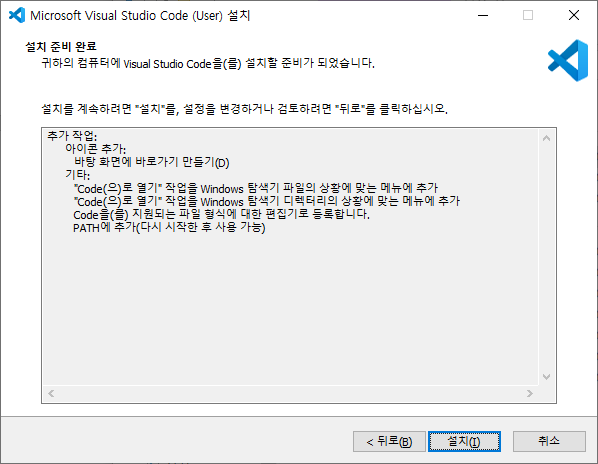 Microsoft Visual Studio Code (User) 설치
설치 준비 완료
귀하의 컴퓨터에 Visual Studio Code을(를) 설치할 준비가 되었습니다.
설치를 계속하려면 "설치"를, 설정을 변경하거나 검토하려면 "뒤로"를 클릭하십시오.
추가 작업:
아이콘 추가:
바탕 화면에 바로가기 만들기(D)
기타:
"Code(으)로 열기" 작업을 Windows 탐색기 파일의 상황에 맞는 메뉴에 추가
"Code(으)로 열기" 작업을 Windows 탐색기 디렉터리의 상황에 맞는 메뉴에 추가
Code을(를) 지원되는 파일 형식에 대한 편집기로 등록합니다.
PATH에 추가(다시 시작한 후 사용 가능)
< 뒤로(B)
설치(I)
취소